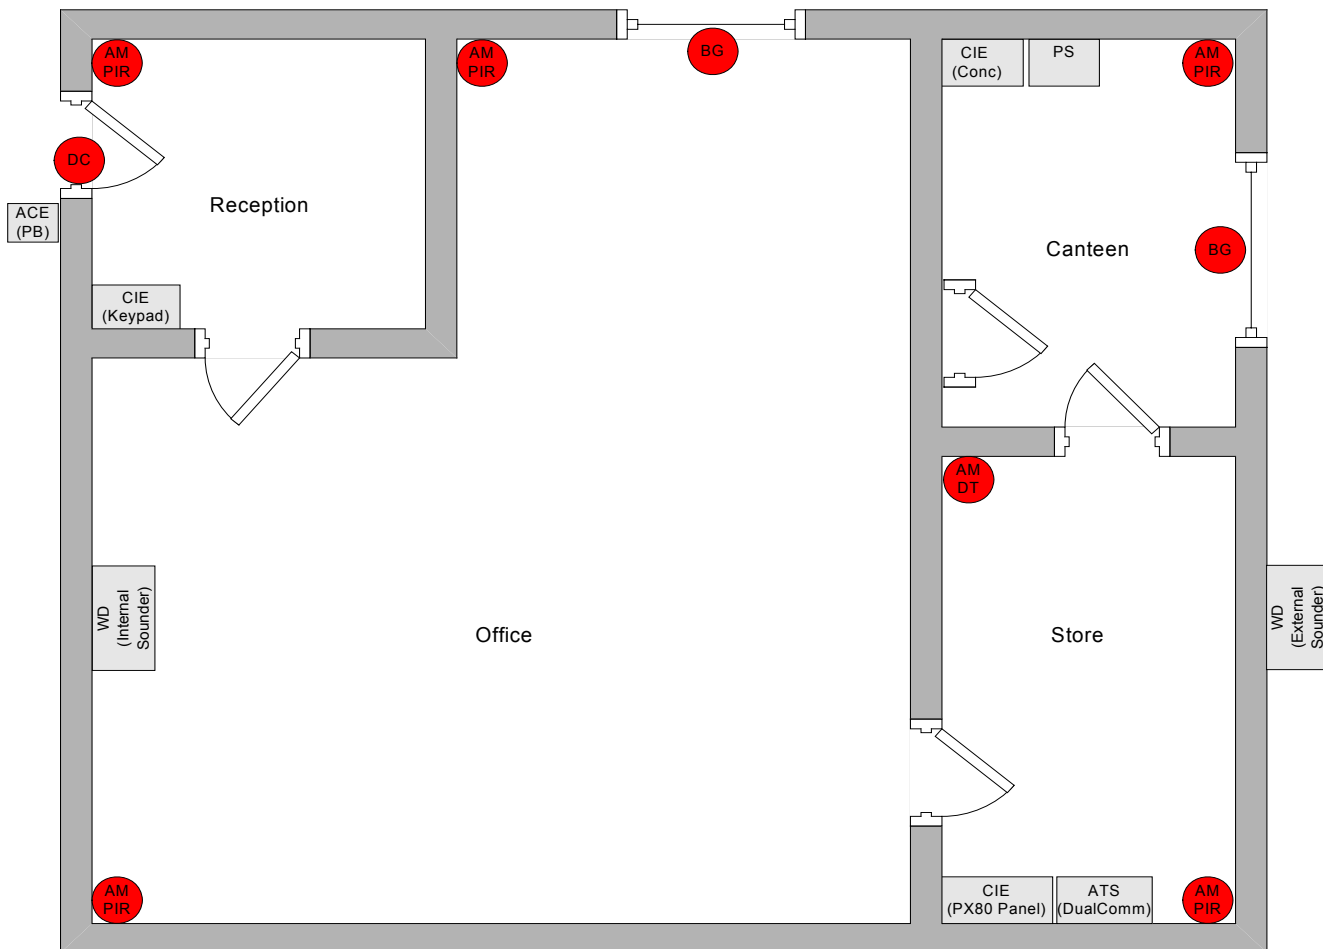 AM
PIR
AM
PIR
BG
CIE
(Conc)
PS
AM
PIR
DC
ACE
(PB)
Reception
Canteen
BG
CIE
(Keypad)
AM
DT
WD
(Internal
Sounder)
Office
Store
WD
(External
Sounder)
AM
PIR
CIE
(PX80 Panel)
ATS
(DualComm)
AM
PIR